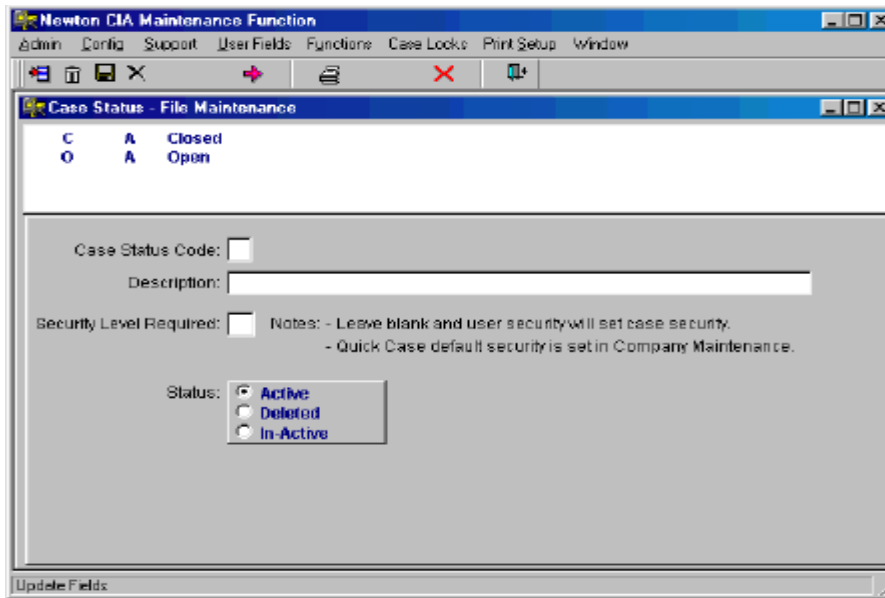 Newton CIA Maintenance Function
Admin Config Support User Fields Functions Case Locks Print Setup Window
Case Status - File Maintenance
C A Closed
O A Open
Case Status Code:
Description:
Security Level Required: Notes: - Leave blank and user security will set case security.
- Quick Case default security is set in Company Maintenance.
Status: Active
Deleted
In-Active
Update Fields